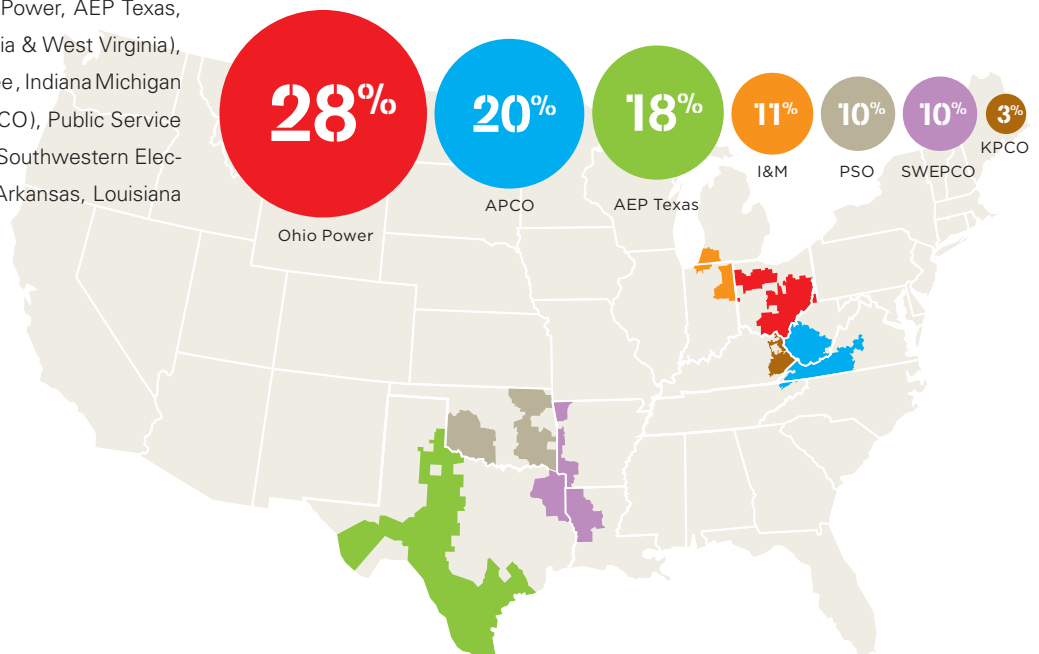 Power, AEP Texas,
ia & West Virginia),
e, Indiana Michigan
CO), Public Service
Southwestern Elec-
Arkansas, Louisiana
28%
Ohio Power
20%
APCO
18%
AEP Texas
11%
I&M
10%
PSO
10%
SWEPCO
3%
KPCO